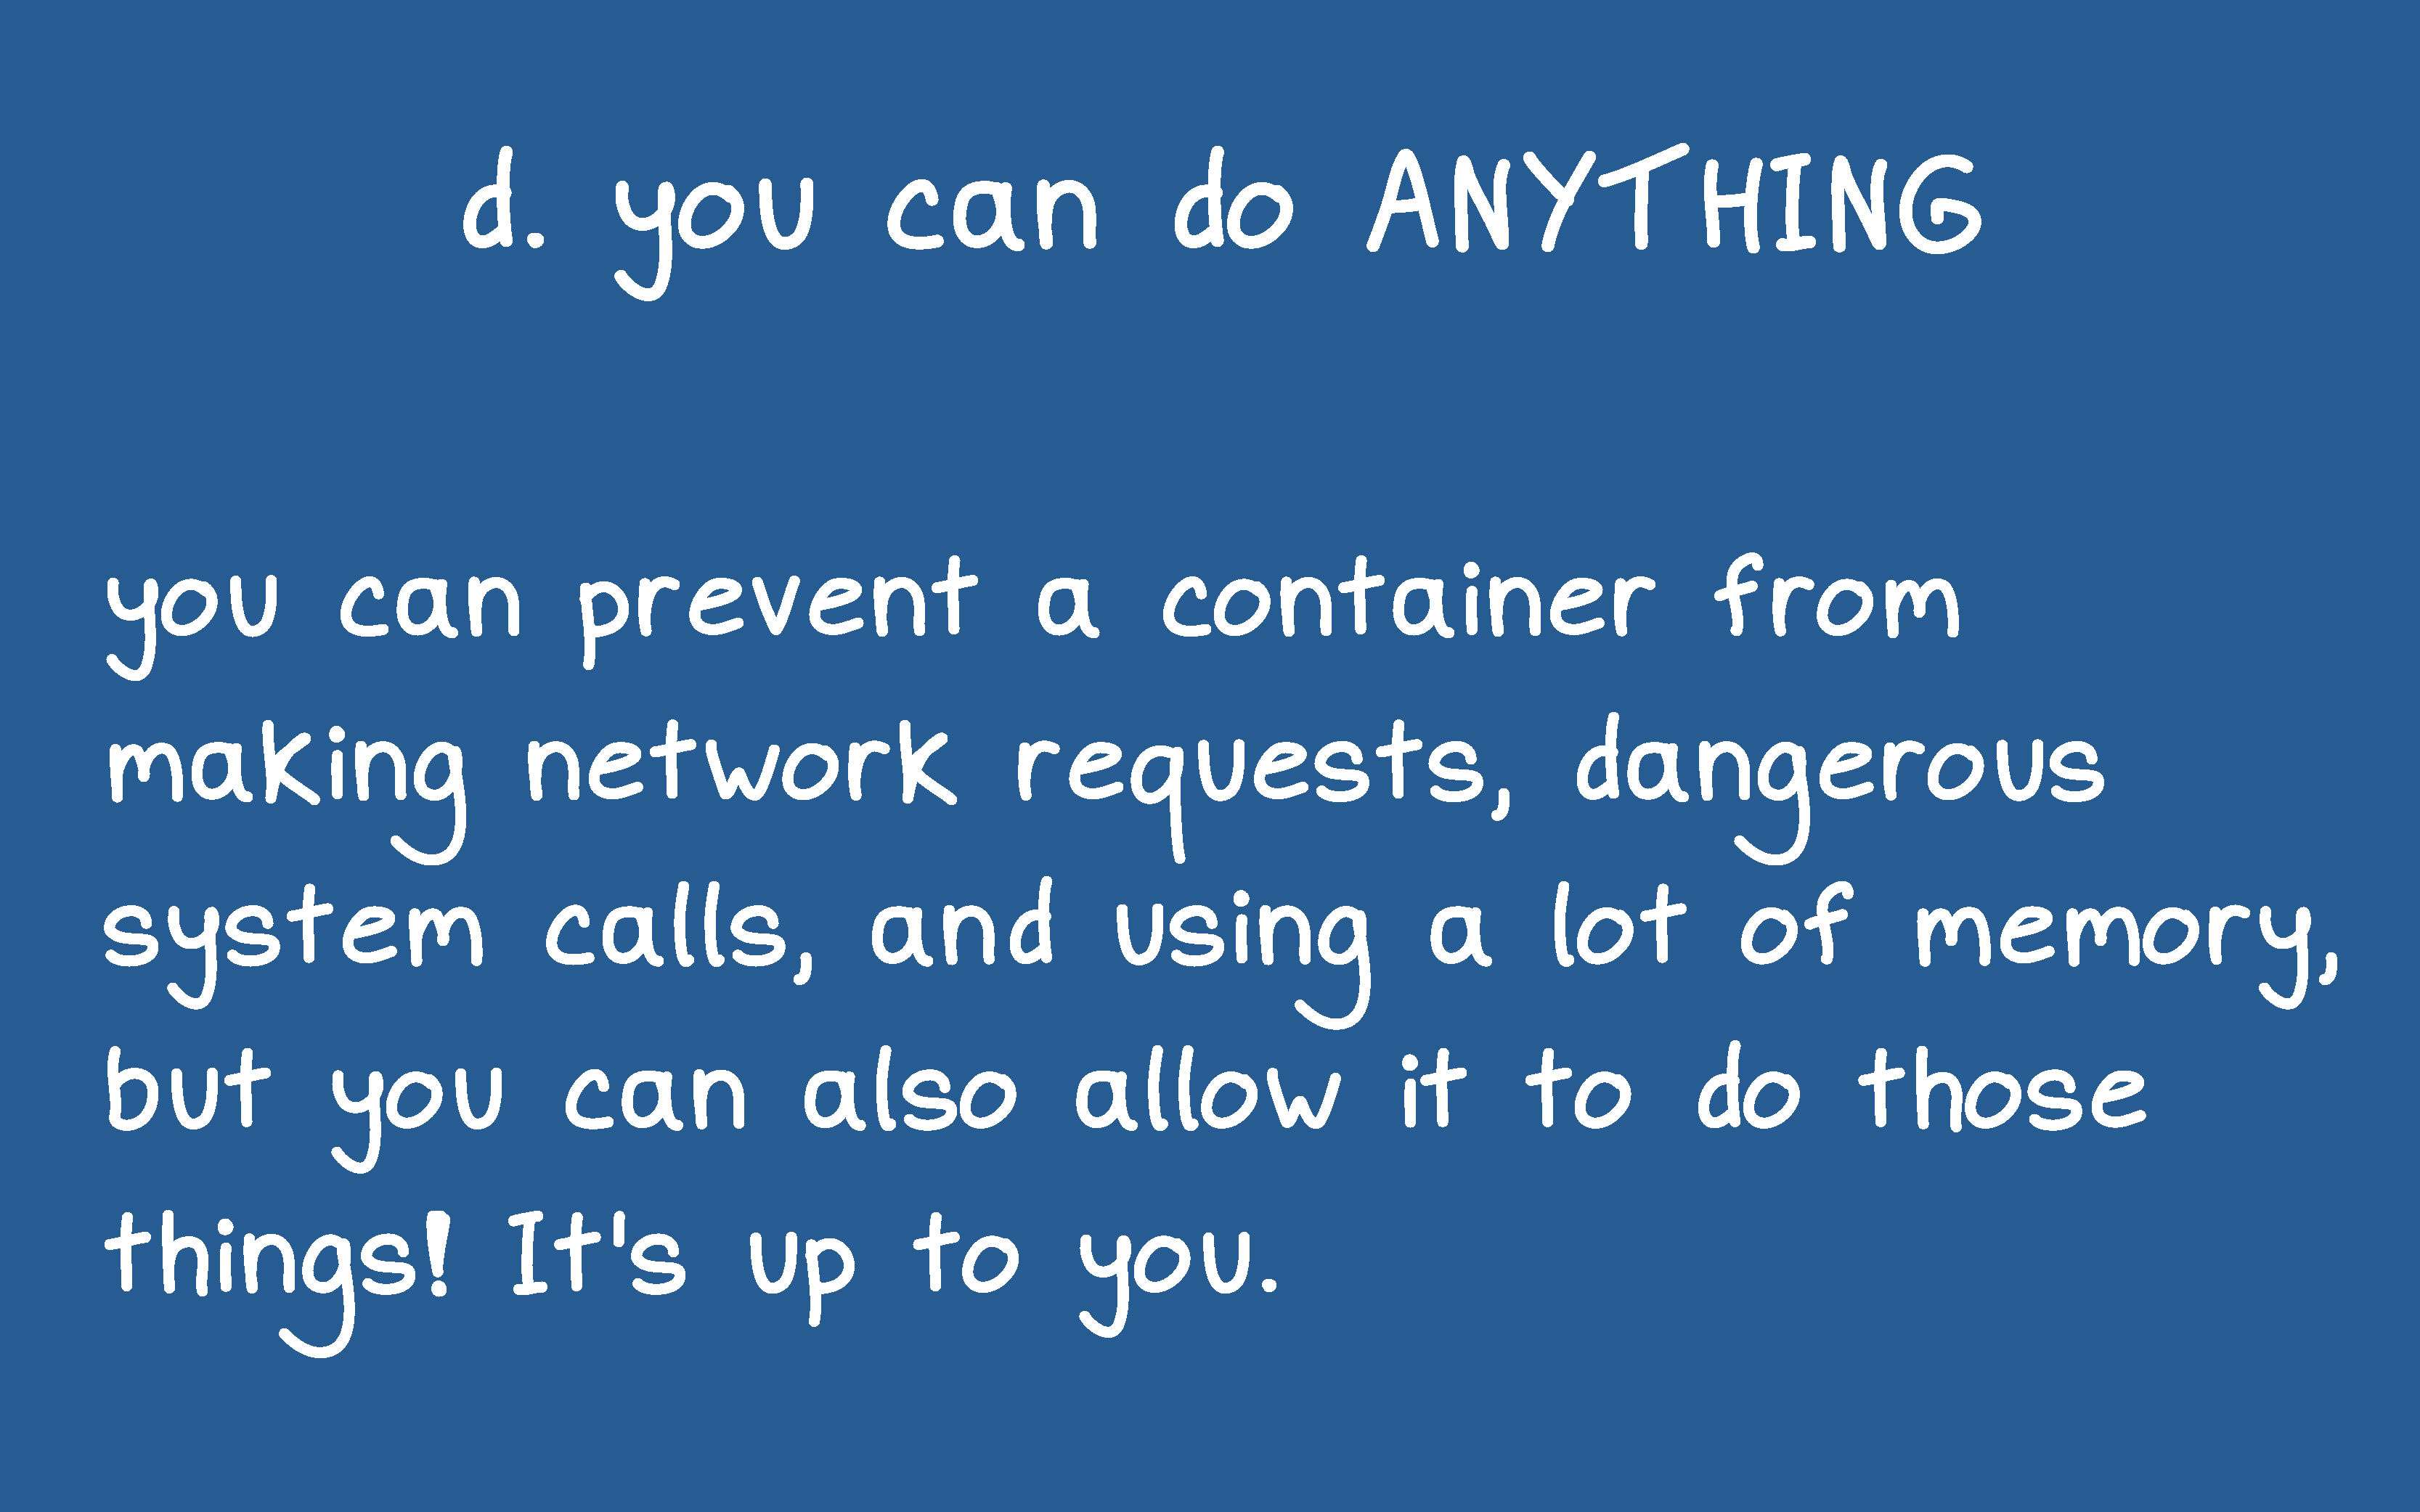 d. you can do ANYTHING
you can prevent a container from
making network requests, dangerous
system calls, and using a lot of memory,
but you can also allow it to do those
things! It's up to you.